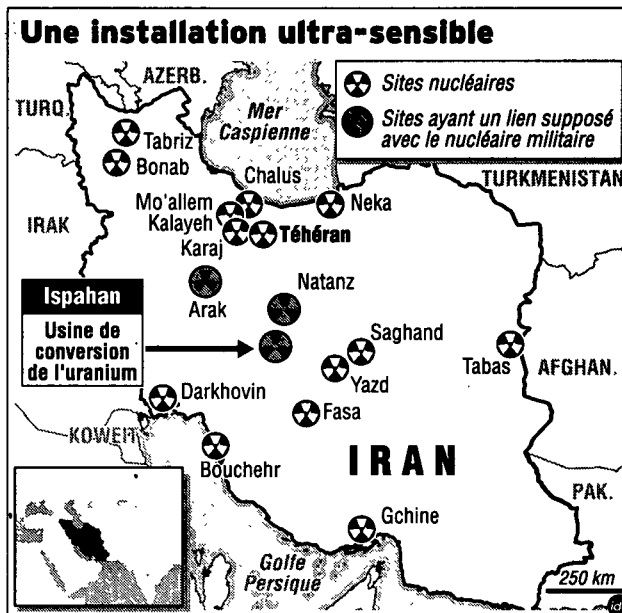 Une installation ultra-sensible
AZERB.
TURQ.
Mer
Caspienne
Sites nucléaires
Sites ayant un lien supposé
avec le nucléaire militaire
Tabriz
Bonab
Chalus
TURKMENISTAN
Mo'allem
Kalayeh
Neka
IRAK
Karaj
Téhéran
Arak
Natanz
Ispahan
Usine de
conversion
de l'uranium
Saghand
Tabas
AFGHAN.
Yazd
Darkhovin
Fasa
KOWEIT
Bouchehr
IRAN
PAK.
Gchine
Golfe
Persique
250 km